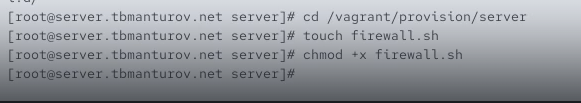 [root@server.tbmanturov.net server]# cd /vagrant/provision/server
[root@server.tbmanturov.net server]# touch firewall.sh
[root@server.tbmanturov.net server]# chmod +x firewall.sh
[root@server.tbmanturov.net server]#